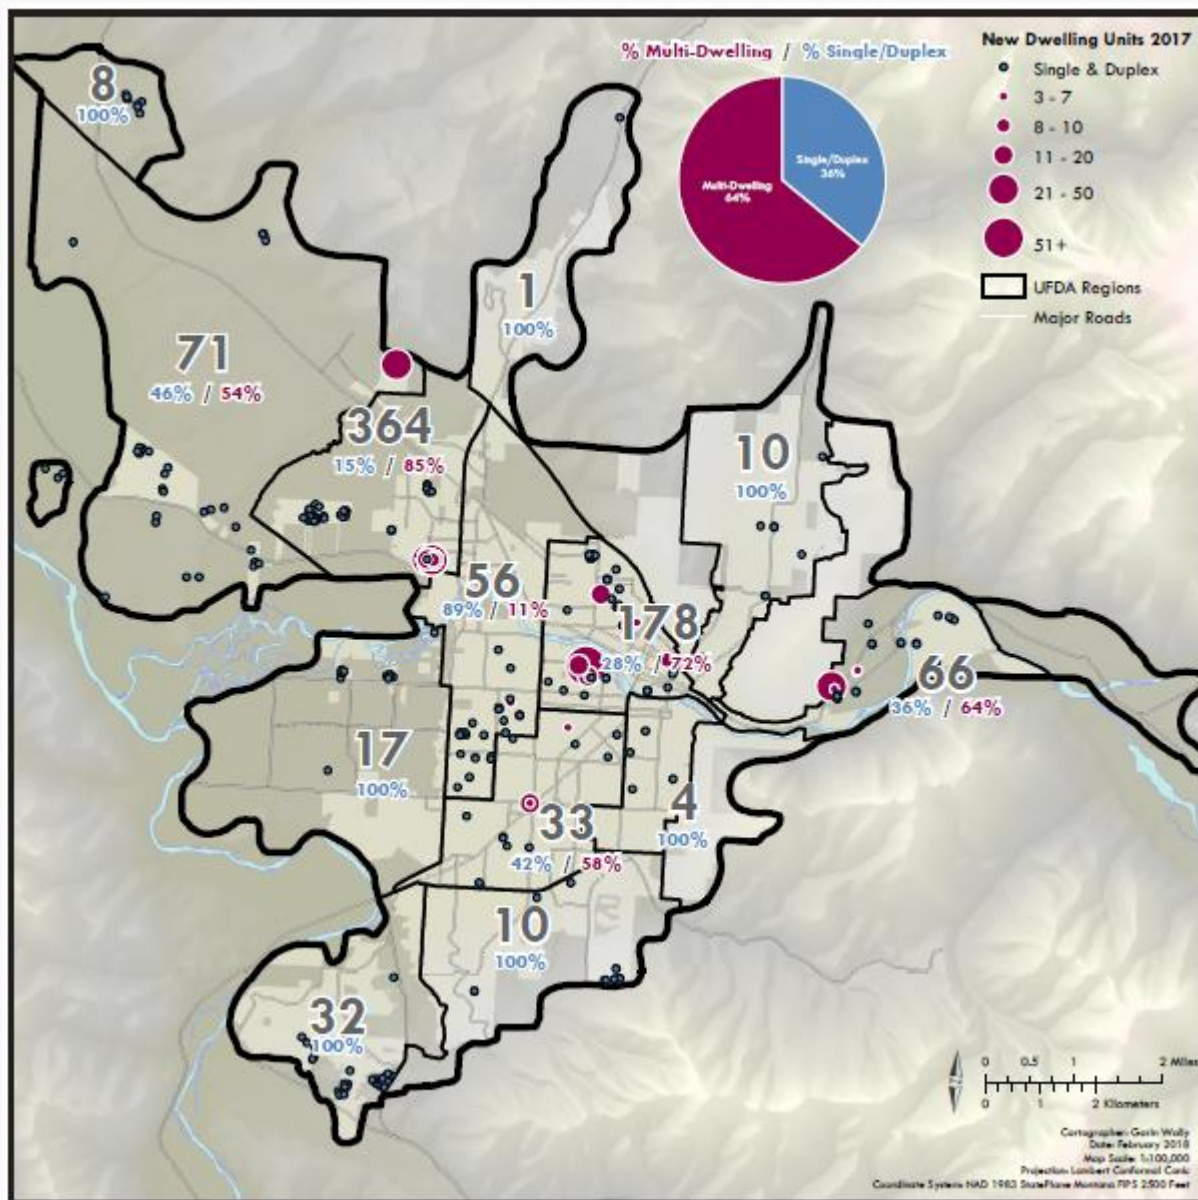 % Multi-Dwelling / % Single/Duplex
Multi-Dwelling
64%
Single/Duplex
36%
New Dwelling Units 2017
Single & Duplex
3 - 7
8 - 10
11 - 20
21 - 50
51+
UFDA Regions
Major Roads
8
100%
1
100%
71
46% / 54%
364
15% / 85%
10
100%
56
89% / 11%
178
28% / 72%
66
36% / 64%
17
100%
4
100%
33
42% / 58%
10
100%
32
100%
0 0.5 1 2 Miles
0 1 2 Kilometers
Cartographer: Garin Wally
Date: February 2018
Map Scale: 1:100,000
Projection: Lambert Conformal Conic
Coordinate System: NAD 1983 StatePlane Montana FIPS 2500 Feet